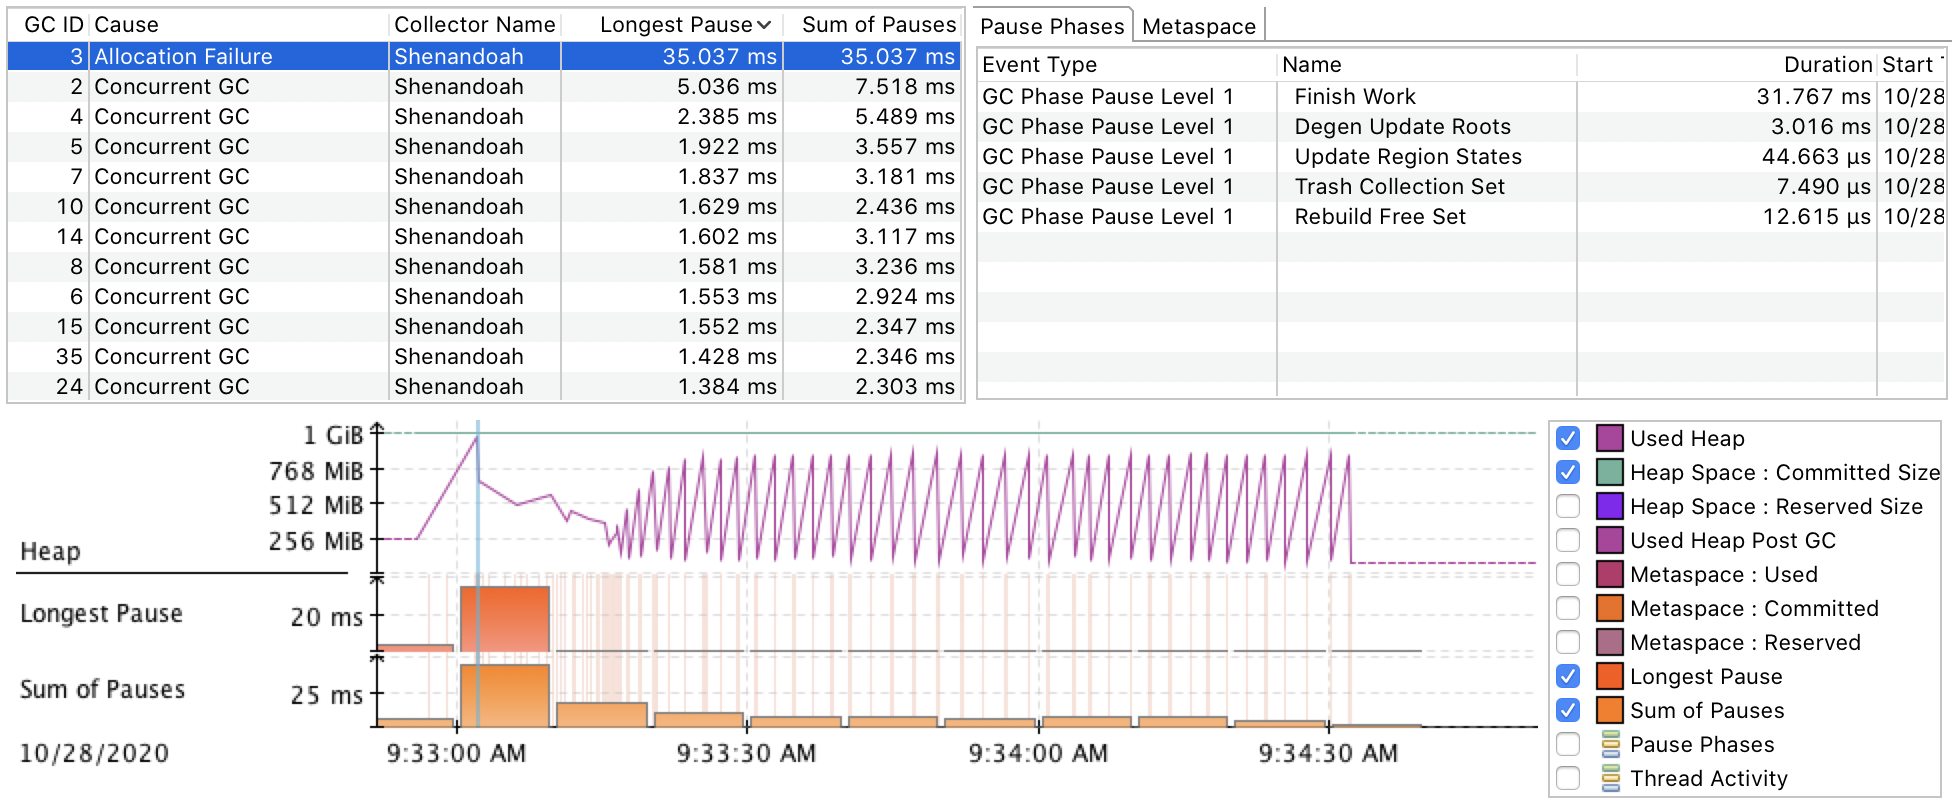 GC ID Cause Collector Name Longest Pause Sum of Pauses
3 Allocation Failure Shenandoah 35.037 ms 35.037 ms
2 Concurrent GC Shenandoah 5.036 ms 7.518 ms
4 Concurrent GC Shenandoah 2.385 ms 5.489 ms
5 Concurrent GC Shenandoah 1.922 ms 3.557 ms
7 Concurrent GC Shenandoah 1.837 ms 3.181 ms
10 Concurrent GC Shenandoah 1.629 ms 2.436 ms
14 Concurrent GC Shenandoah 1.602 ms 3.117 ms
8 Concurrent GC Shenandoah 1.581 ms 3.236 ms
6 Concurrent GC Shenandoah 1.553 ms 2.924 ms
15 Concurrent GC Shenandoah 1.552 ms 2.347 ms
35 Concurrent GC Shenandoah 1.428 ms 2.346 ms
24 Concurrent GC Shenandoah 1.384 ms 2.303 ms
Pause Phases Metaspace
Event Type Name Duration Start
GC Phase Pause Level 1 Finish Work 31.767 ms 10/28
GC Phase Pause Level 1 Degen Update Roots 3.016 ms 10/28
GC Phase Pause Level 1 Update Region States 44.663 µs 10/28
GC Phase Pause Level 1 Trash Collection Set 7.490 µs 10/28
GC Phase Pause Level 1 Rebuild Free Set 12.615 µs 10/28
1 GiB
768 MiB
512 MiB
256 MiB
Heap
Longest Pause 20 ms
Sum of Pauses 25 ms
10/28/2020 9:33:00 AM 9:33:30 AM 9:34:00 AM 9:34:30 AM
Used Heap
Heap Space : Committed Size
Heap Space : Reserved Size
Used Heap Post GC
Metaspace : Used
Metaspace : Committed
Metaspace : Reserved
Longest Pause
Sum of Pauses
Pause Phases
Thread Activity